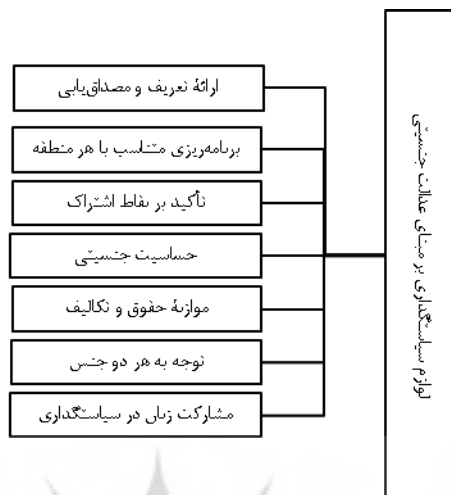 لوازم سیاستگذاری بر مبنای عدالت جنسیتی
ارائهٔ تعریف و مصداق‌یابی
برنامه‌ریزی متناسب با هر منطقه
تأکید بر نقاط اشتراک
حساسیت جنسیتی
موازنهٔ حقوق و تکالیف
توجه به هر دو جنس
مشارکت زنان در سیاستگذاری